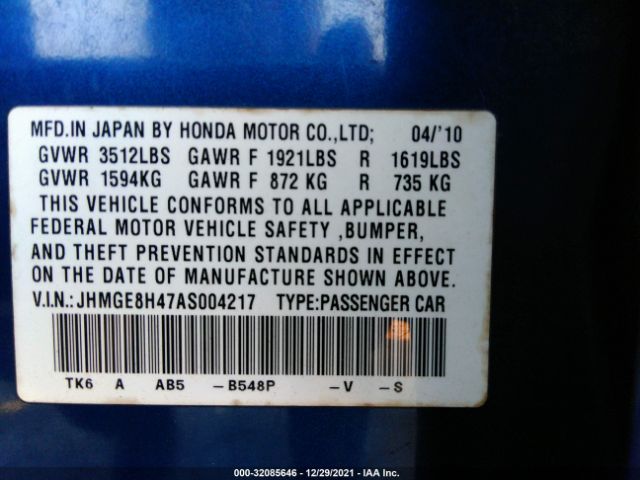 MFD.IN JAPAN BY HONDA MOTOR CO.,LTD; 04/'10
GVWR 3512LBS GAWR F 1921LBS R 1619LBS
GVWR 1594KG GAWR F 872 KG R 735 KG
THIS VEHICLE CONFORMS TO ALL APPLICABLE
FEDERAL MOTOR VEHICLE SAFETY ,BUMPER,
AND THEFT PREVENTION STANDARDS IN EFFECT
ON THE DATE OF MANUFACTURE SHOWN ABOVE.
V.I.N.:JHMGE8H47AS004217 TYPE:PASSENGER CAR
TK6 A AB5 -B548P -V -S
000-32085646 - 12/29/2021 - IAA Inc.